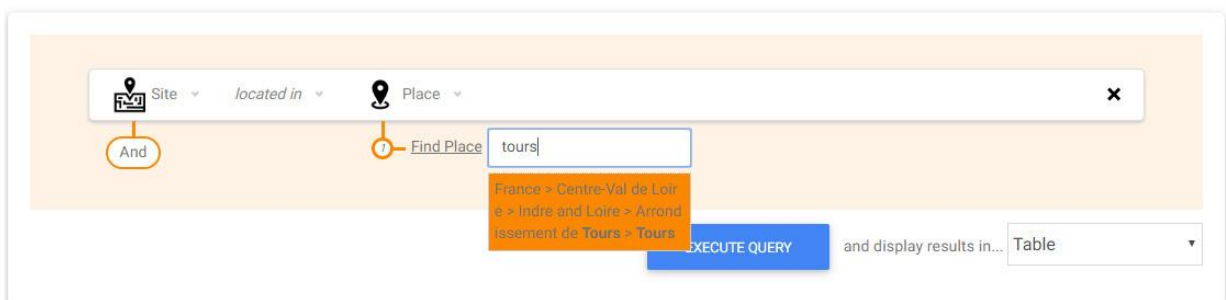 Site located in Place
And 1 Find Place tours
France > Centre-Val de Loir
e > Indre and Loire > Arrond
issement de Tours > Tours
EXECUTE QUERY and display results in... Table